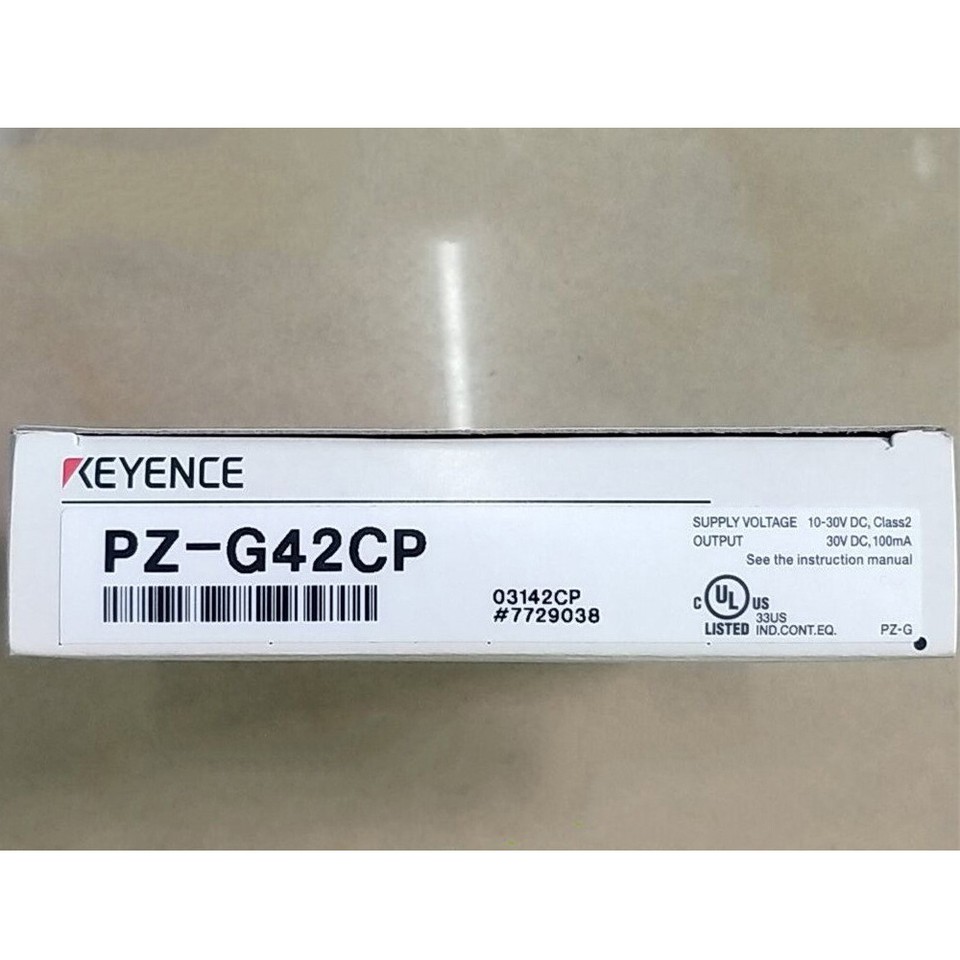 KEYENCE
PZ-G42CP
03142CP
#7729038
SUPPLY VOLTAGE 10-30V DC, Class2
OUTPUT 30V DC, 100mA
See the instruction manual
C UL US
LISTED 33US
IND.CONT.EQ.
PZ-G